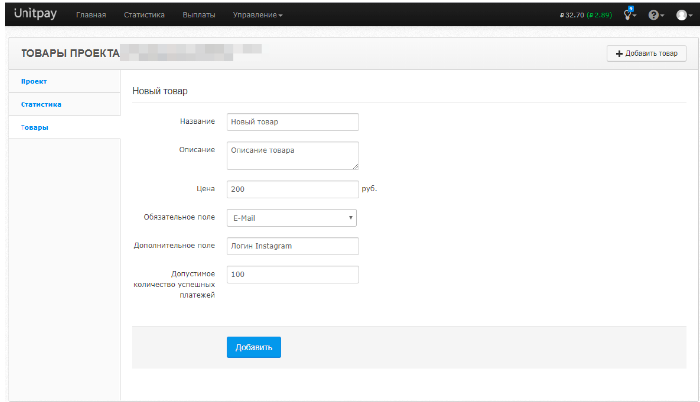 Unitpay Главная Статистика Выплаты Управление ₽ 32,70 (₽ 2,89)
ТОВАРЫ ПРОЕКТА
Добавить товар
Проект
Статистика
Товары
Новый товар
Название Новый товар
Описание Описание товара
Цена 200 руб.
Обязательное поле E-Mail
Дополнительное поле Логин Instagram
Допустимое 100
количество успешных
платежей
Добавить